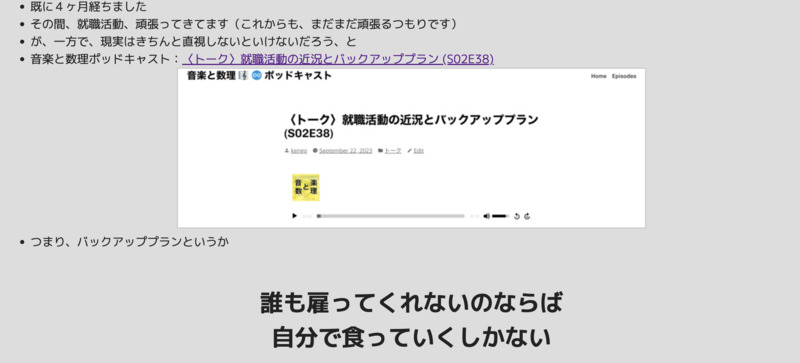 既に４ヶ月経ちました
その間、就職活動、頑張ってきてます（これからも、まだまだ頑張るつもりです）
が、一方で、現実はきちんと直視しないといけないだろう、と
音楽と数理ポッドキャスト：〈トーク〉就職活動の近況とバックアッププラン (S02E38)
音楽と数理 🎼 ♾️ ポッドキャスト Home Episodes
〈トーク〉就職活動の近況とバックアッププラン
(S02E38)
kengo September 22, 2023 トーク Edit
音楽
と
数理
つまり、バックアッププランというか
誰も雇ってくれないのならば
自分で食っていくしかない